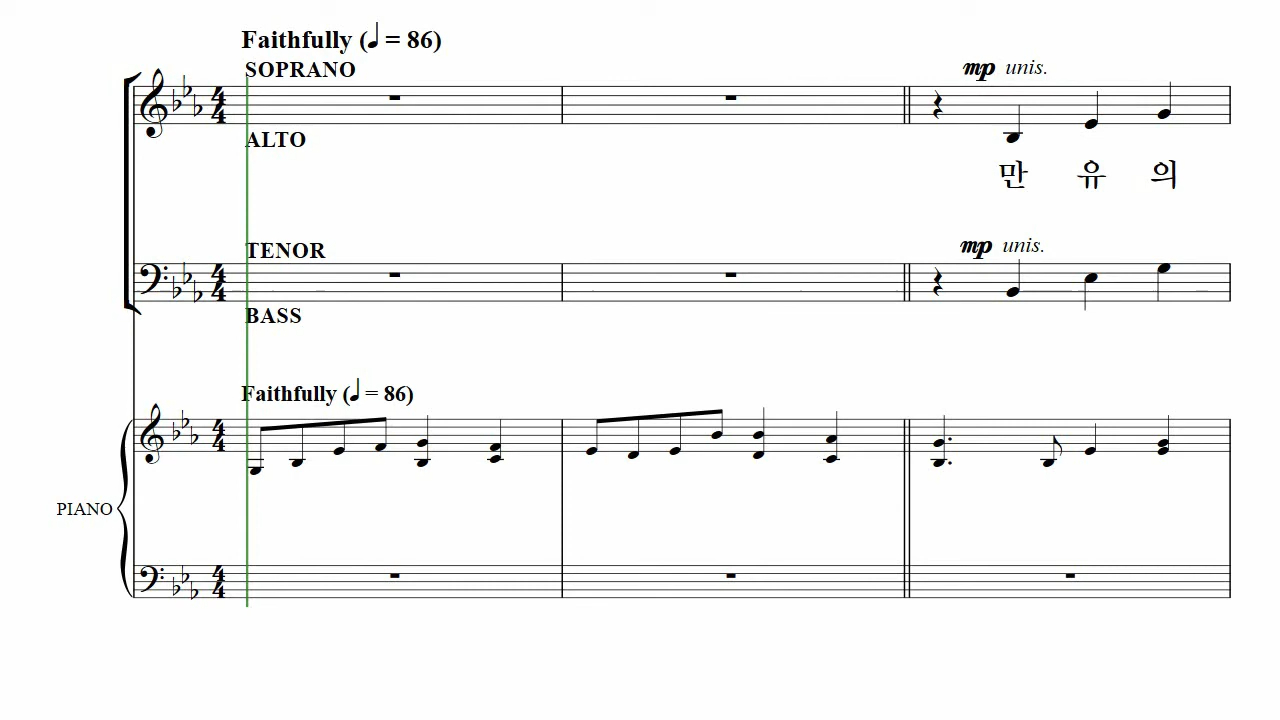 Faithfully (♩ = 86)
SOPRANO
mp unis.
ALTO
만 유 의
TENOR
mp unis.
BASS
Faithfully (♩ = 86)
PIANO